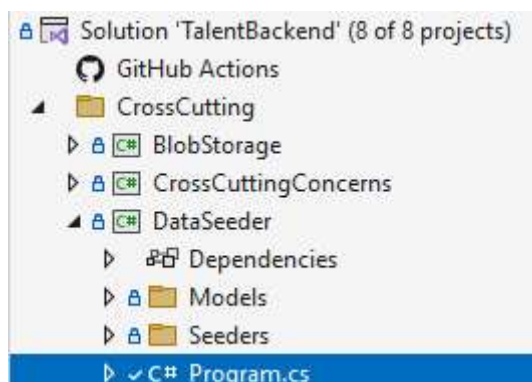 Solution 'TalentBackend' (8 of 8 projects)
GitHub Actions
CrossCutting
C# BlobStorage
C# CrossCuttingConcerns
C# DataSeeder
Dependencies
Models
Seeders
C# Program.cs